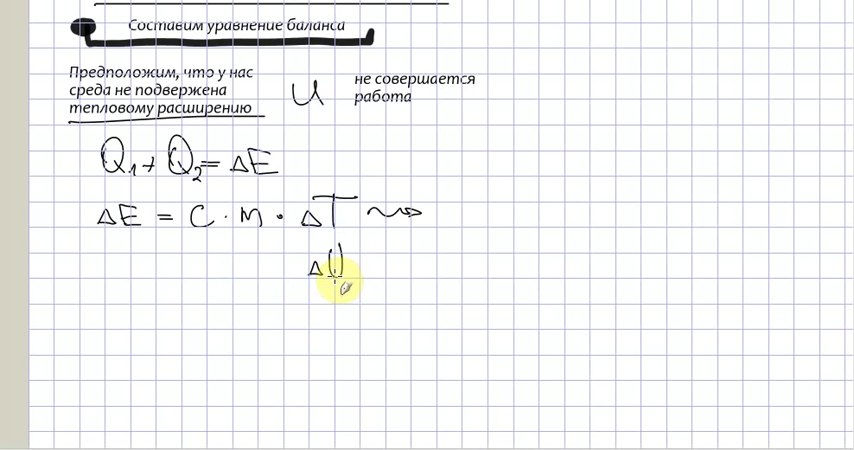 Составим уравнение баланса
Предположим, что у нас
среда не подвержена
тепловому расширению
и
не совершается
работа
Q₁ + Q₂ = ΔE
ΔE = C · m · ΔT ⇝
ΔU